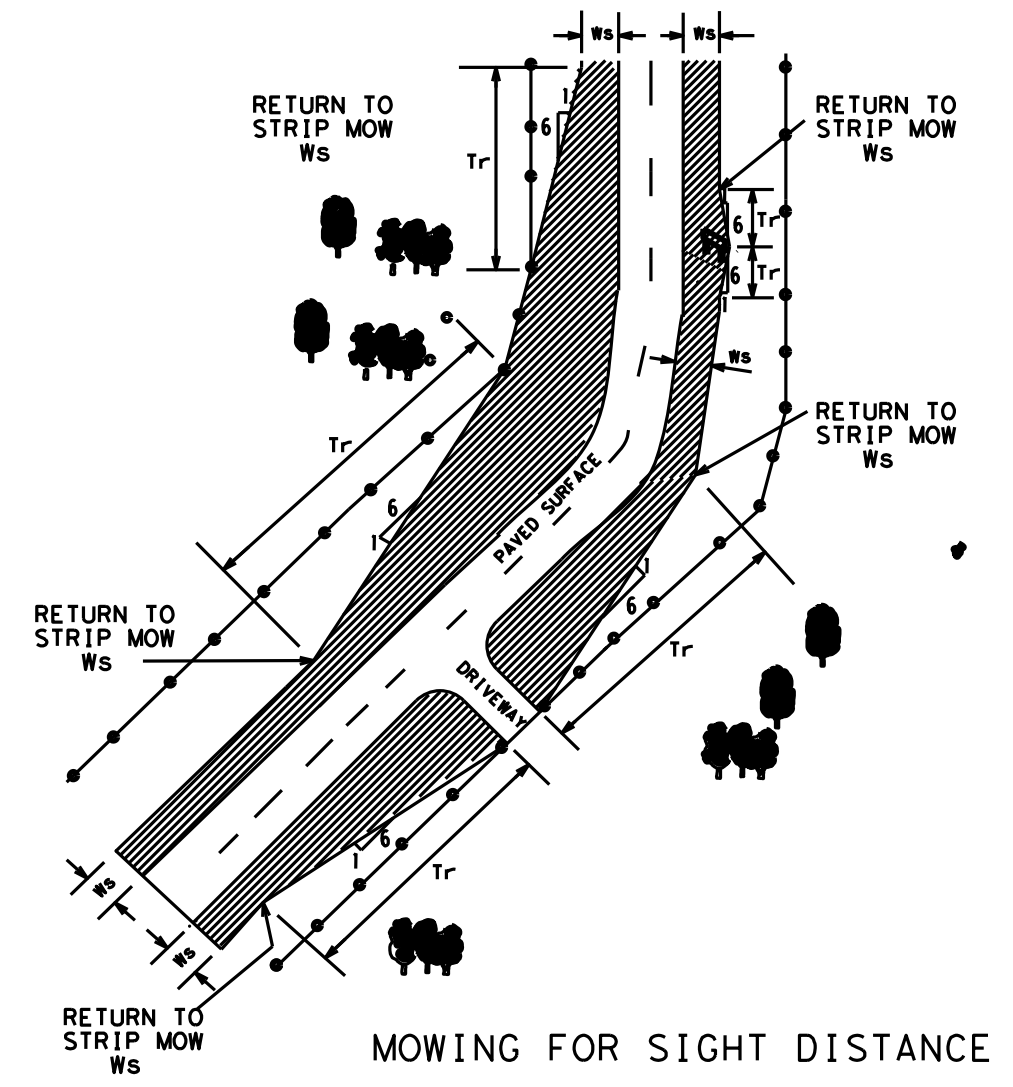 Ws
Ws
RETURN TO
STRIP MOW
Ws
1
6
Tr
RETURN TO
STRIP MOW
Ws
6
Tr
6
Tr
1
Ws
RETURN TO
STRIP MOW
Ws
Tr
6
1
PAVED SURFACE
1
6
Tr
RETURN TO
STRIP MOW
Ws
DRIVEWAY
6
1
Tr
Ws
Ws
RETURN TO
STRIP MOW
Ws
MOWING FOR SIGHT DISTANCE